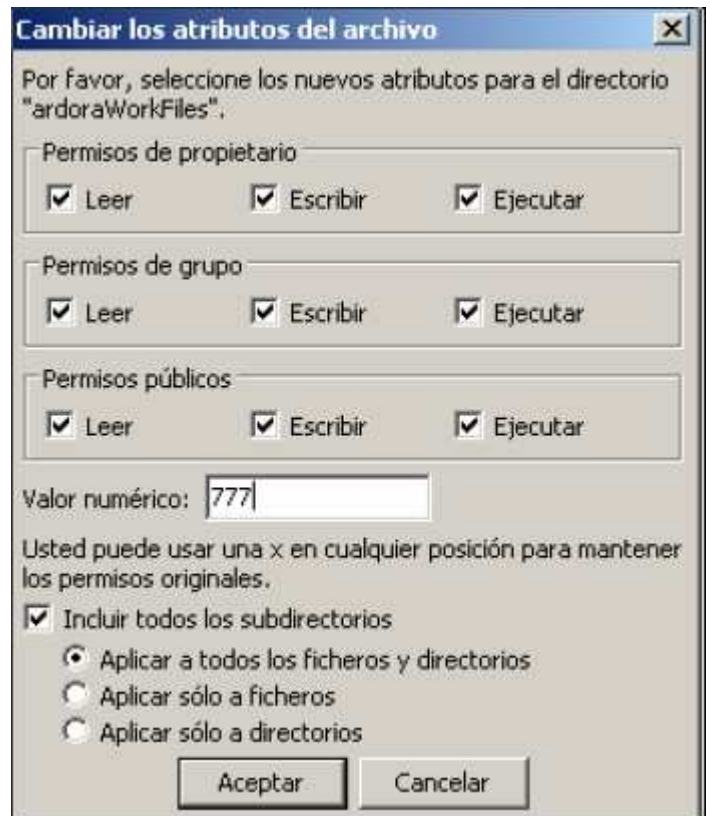 Cambiar los atributos del archivo
Por favor, seleccione los nuevos atributos para el directorio
"ardoraWorkFiles".
Permisos de propietario
Leer Escribir Ejecutar
Permisos de grupo
Leer Escribir Ejecutar
Permisos públicos
Leer Escribir Ejecutar
Valor numérico: 777
Usted puede usar una x en cualquier posición para mantener
los permisos originales.
Incluir todos los subdirectorios
Aplicar a todos los ficheros y directorios
Aplicar sólo a ficheros
Aplicar sólo a directorios
Aceptar Cancelar